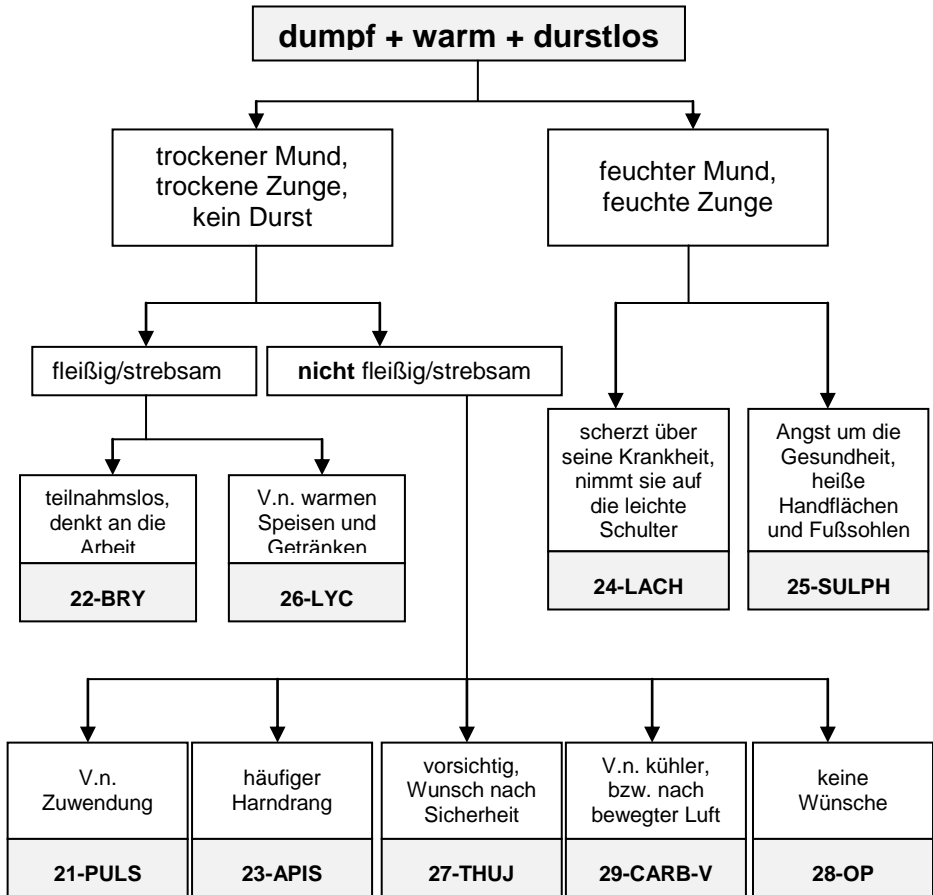 dumpf + warm + durstlos
trockener Mund,
trockene Zunge,
kein Durst
feuchter Mund,
feuchte Zunge
fleißig/strebsam
nicht fleißig/strebsam
teilnahmslos,
denkt an die
Arbeit
22-BRY
V.n. warmen
Speisen und
Getränken
26-LYC
scherzt über
seine Krankheit,
nimmt sie auf
die leichte
Schulter
24-LACH
Angst um die
Gesundheit,
heiße
Handflächen
und Fußsohlen
25-SULPH
V.n.
Zuwendung
21-PULS
häufiger
Harndrang
23-APIS
vorsichtig,
Wunsch nach
Sicherheit
27-THUJ
V.n. kühler,
bzw. nach
bewegter Luft
29-CARB-V
keine
Wünsche
28-OP